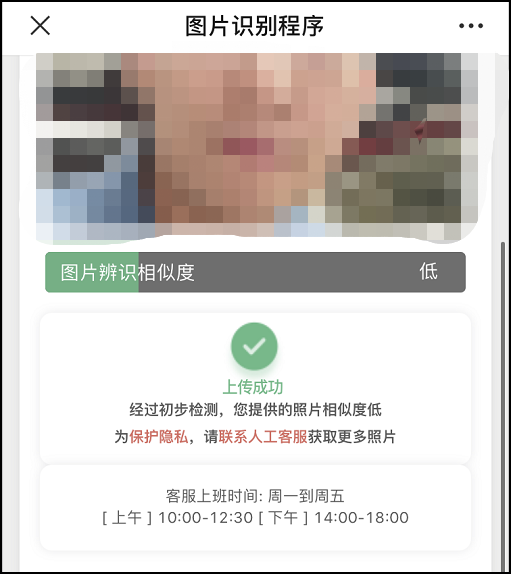 图片识别程序
图片辨识相似度
低
上传成功
经过初步检测，您提供的照片相似度低
为保护隐私，请联系人工客服获取更多照片
客服上班时间: 周一到周五
[ 上午 ] 10:00-12:30 [ 下午 ] 14:00-18:00